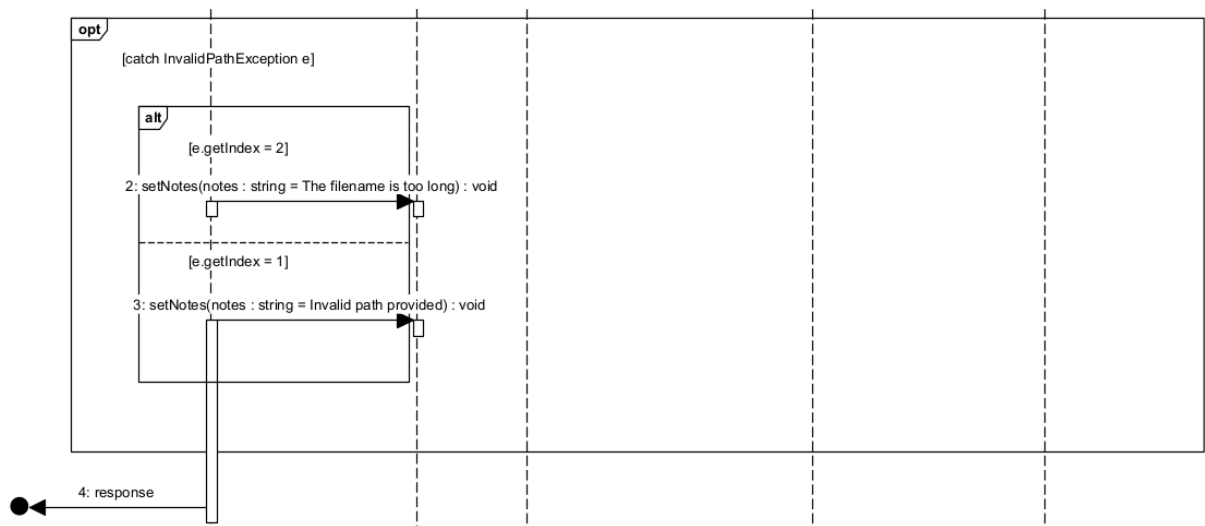 opt
[catch InvalidPathException e]
alt
[e.getIndex = 2]
2: setNotes(notes : string = The filename is too long) : void
[e.getIndex = 1]
3: setNotes(notes : string = Invalid path provided) : void
4: response